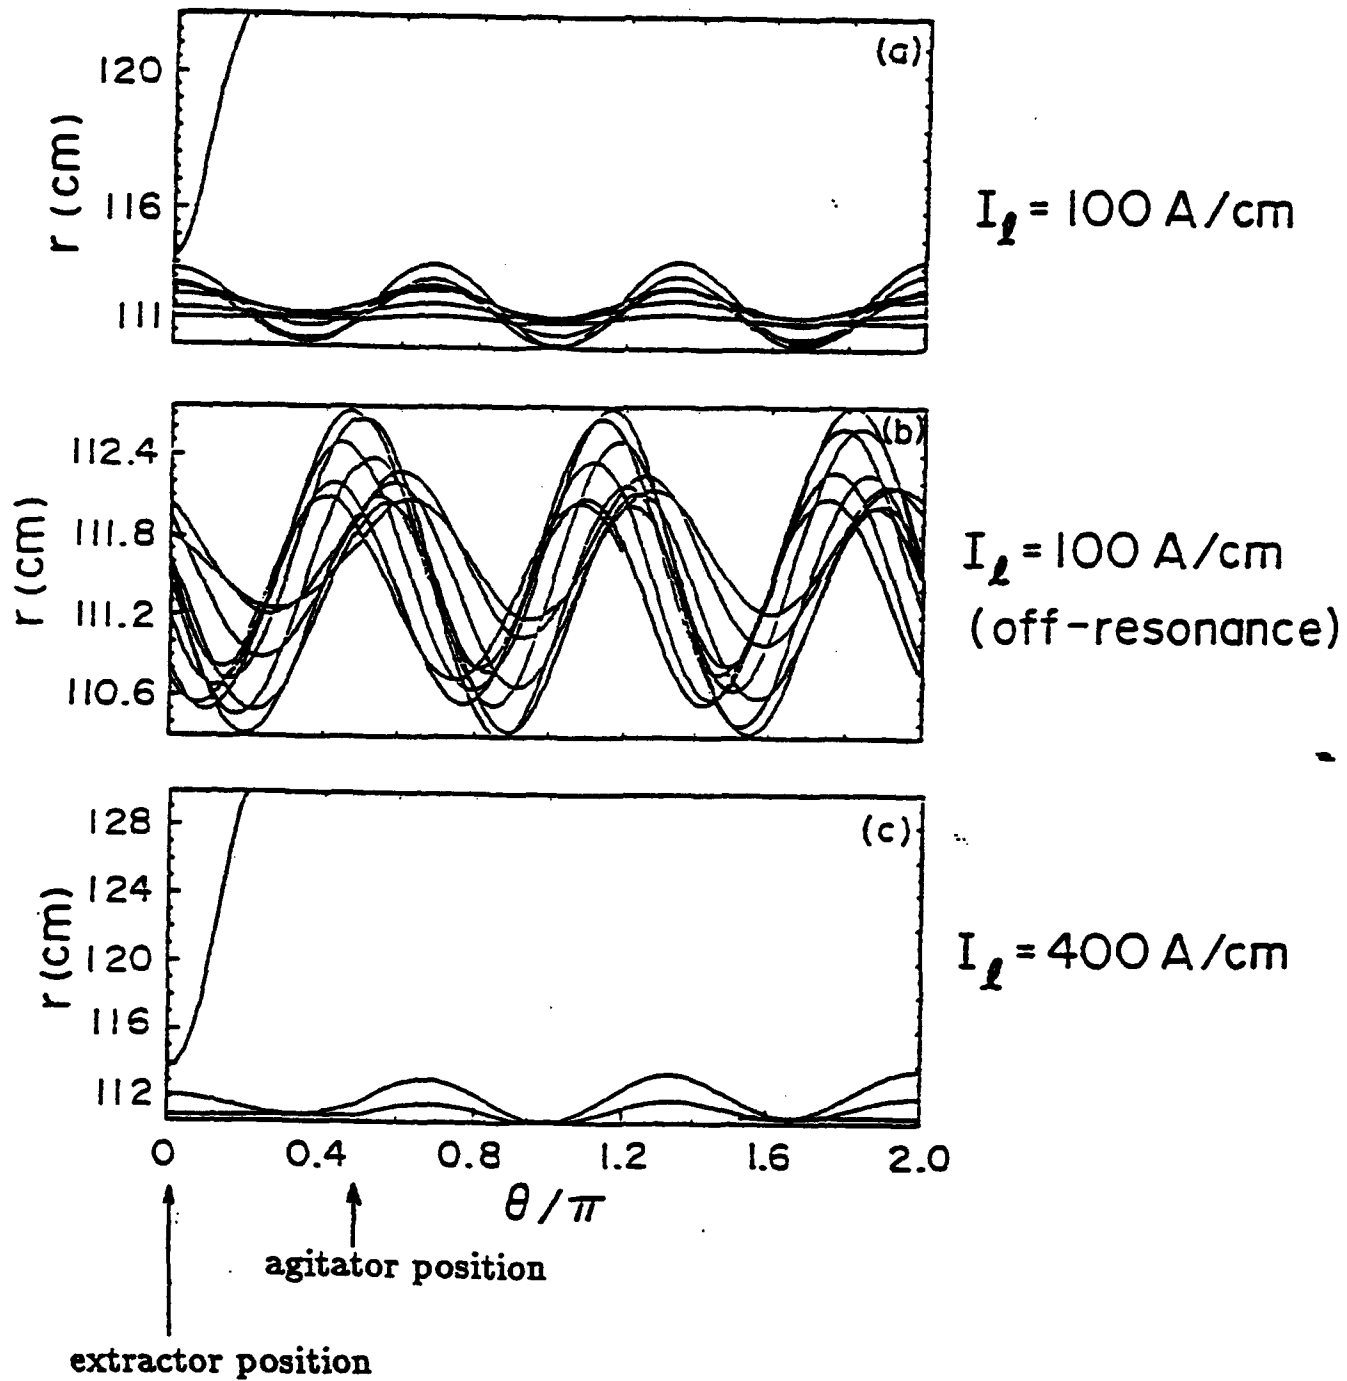 (a)
120
116
111
r (cm)
I_ℓ = 100 A/cm
(b)
112.4
111.8
111.2
110.6
r (cm)
I_ℓ = 100 A/cm
(off-resonance)
(c)
128
124
120
116
112
r (cm)
I_ℓ = 400 A/cm
0 0.4 0.8 1.2 1.6 2.0
θ/π
agitator position
extractor position